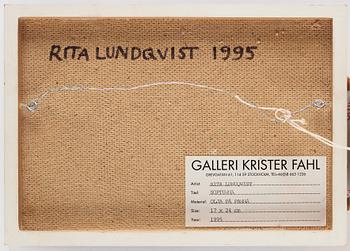 RITA LUNDQVIST 1995
GALLERI KRISTER FAHL
Artist RITA LUNDQVIST
Titel:
Material: OLJA PÅ PANNÅ
Size: 17 x 24 cm
Year: 1995